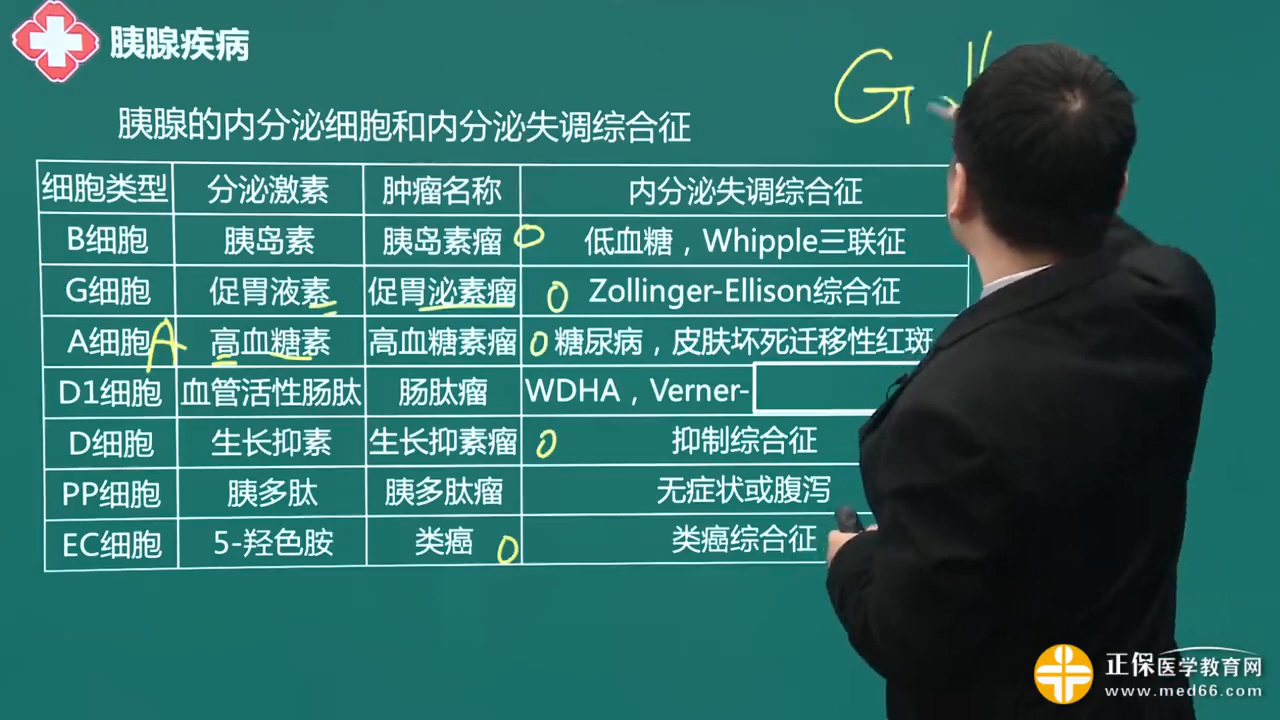 胰腺疾病
G
胰腺的内分泌细胞和内分泌失调综合征
细胞类型 分泌激素 肿瘤名称 内分泌失调综合征
B细胞 胰岛素 胰岛素瘤 低血糖，Whipple三联征
G细胞 促胃液素 促胃泌素瘤 Zollinger-Ellison综合征
A细胞 A 高血糖素 高血糖素瘤 糖尿病，皮肤坏死迁移性红斑
D1细胞 血管活性肠肽 肠肽瘤 WDHA，Verner-
D细胞 生长抑素 生长抑素瘤 抑制综合征
PP细胞 胰多肽 胰多肽瘤 无症状或腹泻
EC细胞 5-羟色胺 类癌 类癌综合征
正保医学教育网
www.med66.com